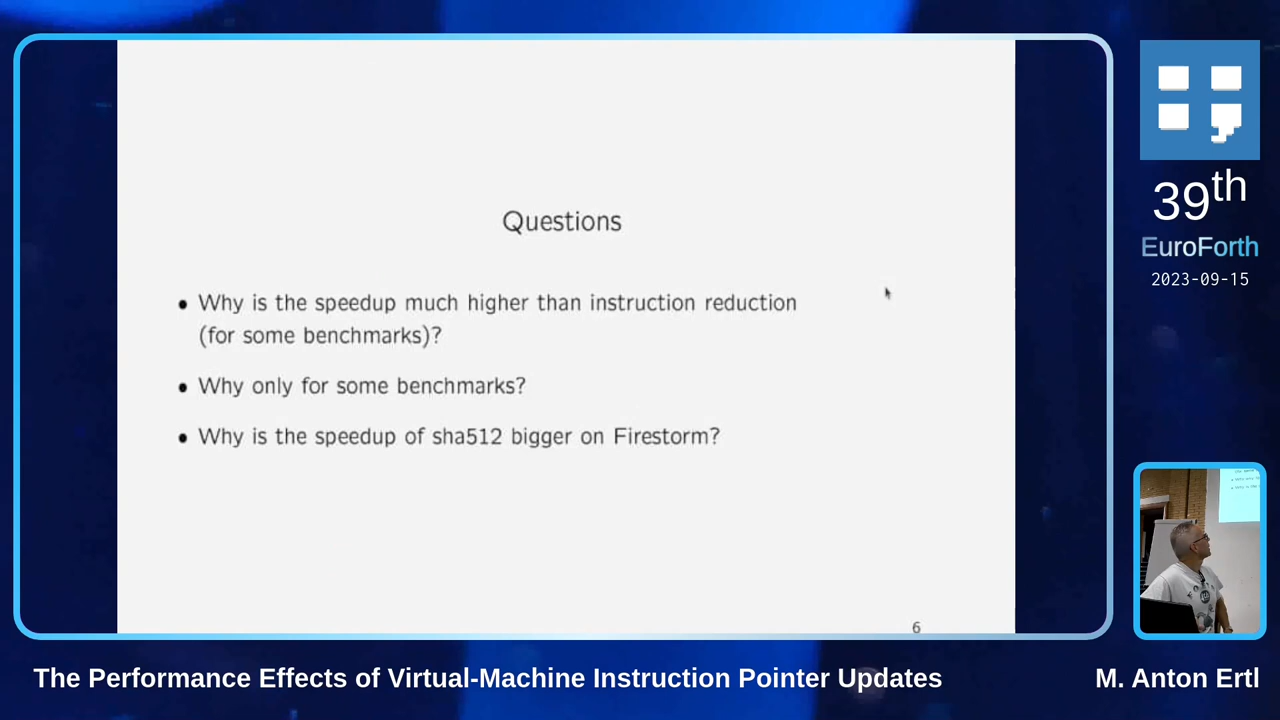 Questions
• Why is the speedup much higher than instruction reduction
(for some benchmarks)?
• Why only for some benchmarks?
• Why is the speedup of sha512 bigger on Firestorm?
6
39th
EuroForth
2023-09-15
The Performance Effects of Virtual-Machine Instruction Pointer Updates
M. Anton Ertl